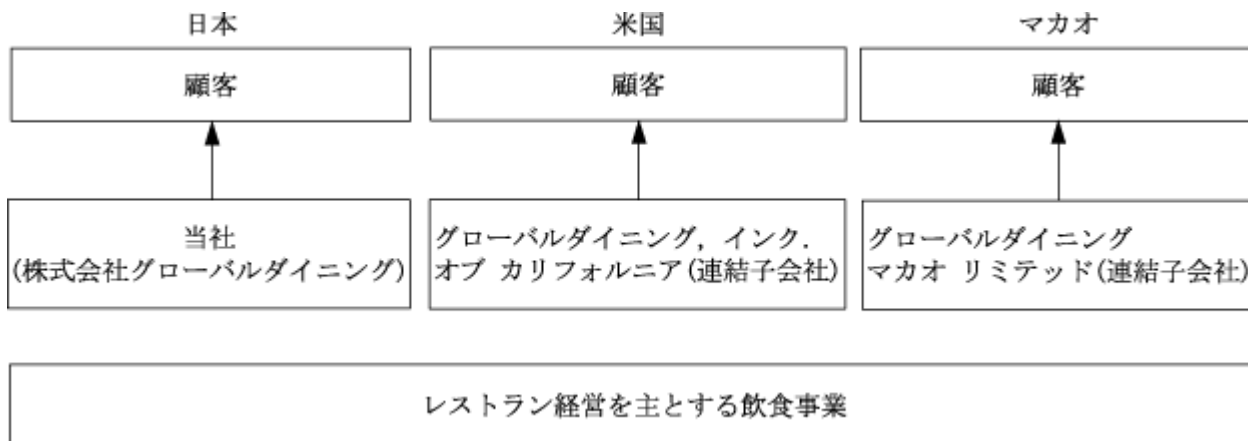 日本
米国
マカオ
顧客
顧客
顧客
当社
(株式会社グローバルダイニング)
グローバルダイニング, インク.
オブ カリフォルニア(連結子会社)
グローバルダイニング
マカオ リミテッド(連結子会社)
レストラン経営を主とする飲食事業